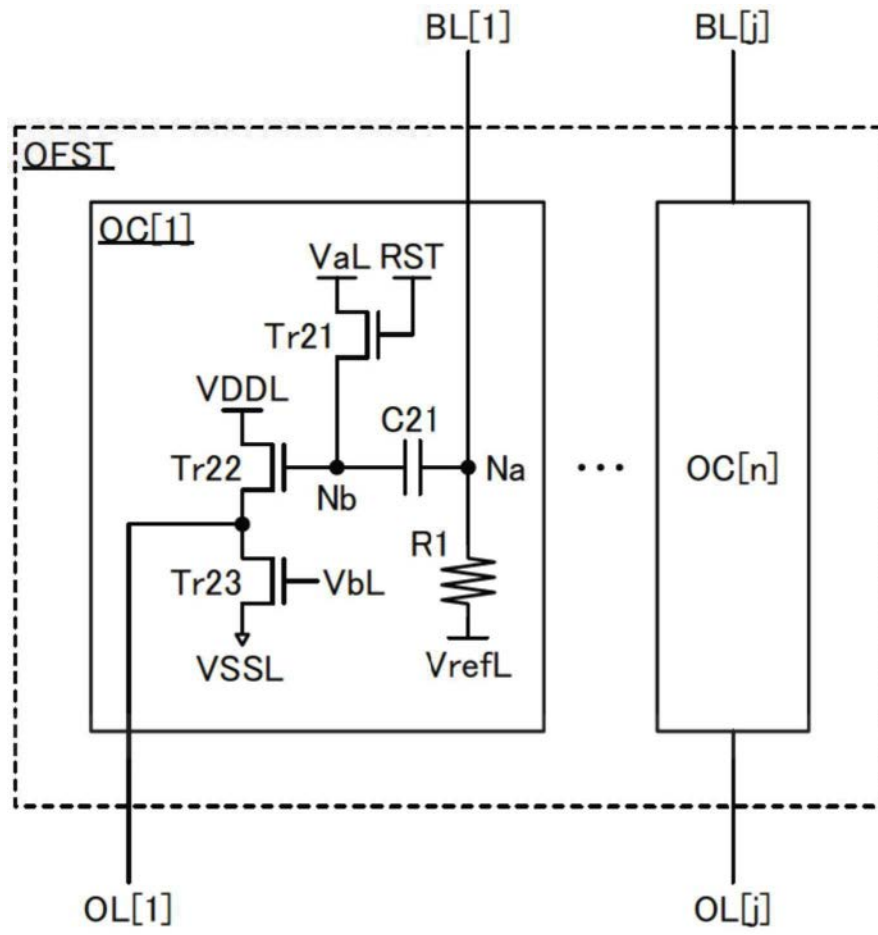 BL[1]
BL[j]
OFST
OC[1]
VaL RST
Tr21
VDDL
C21
Tr22
Nb
Na
...
OC[n]
R1
Tr23
VbL
VSSL
VrefL
OL[1]
OL[j]